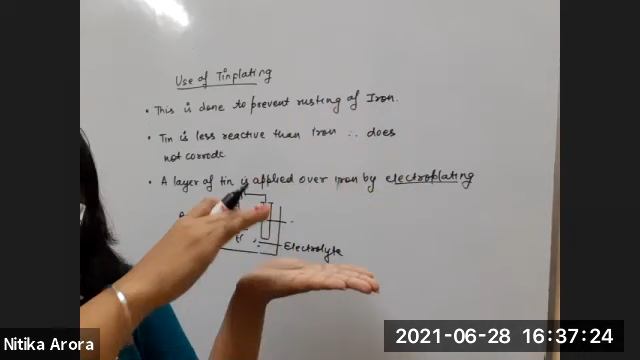 Use of Tinplating
• This is done to prevent rusting of Iron.
• Tin is less reactive than Iron ∴ does
not corrode
• A layer of tin is applied over iron by electroplating
Electrolyte
Nitika Arora
2021-06-28 16:37:24